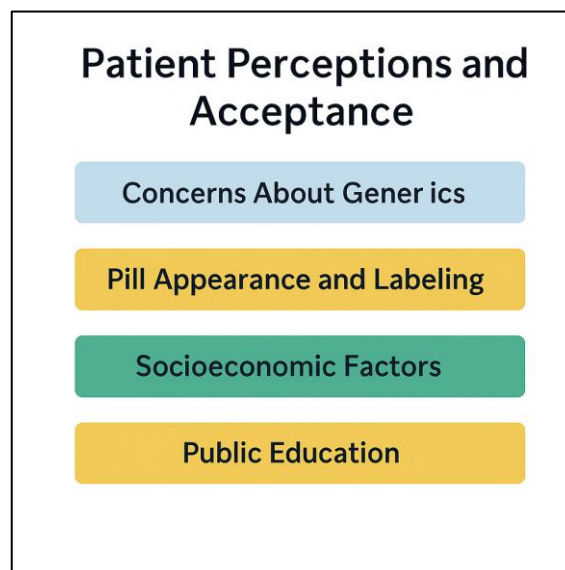 Patient Perceptions and
Acceptance
Concerns About Gener ics
Pill Appearance and Labeling
Socioeconomic Factors
Public Education